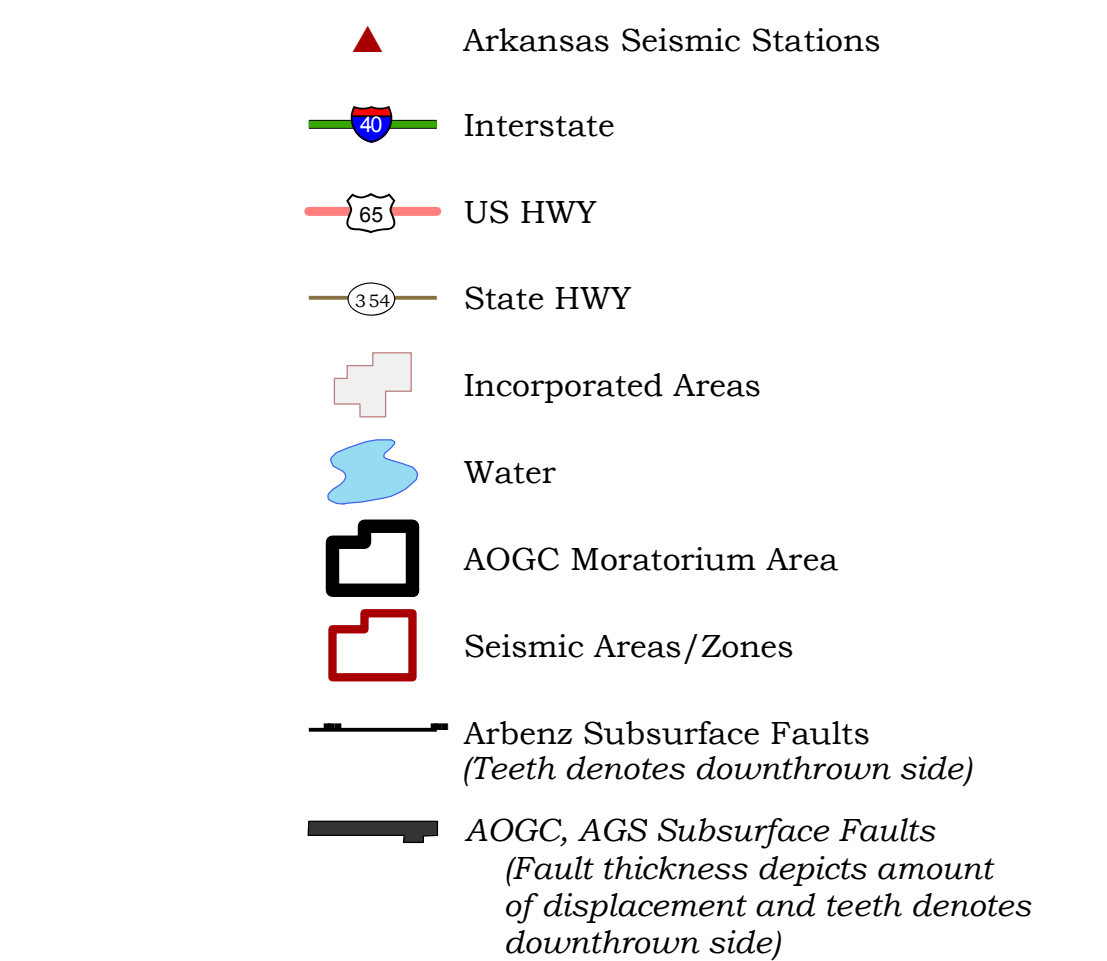 Arkansas Seismic Stations
40 Interstate
65 US HWY
354 State HWY
Incorporated Areas
Water
AOGC Moratorium Area
Seismic Areas/Zones
Arbenz Subsurface Faults
(Teeth denotes downthrown side)
AOGC, AGS Subsurface Faults
(Fault thickness depicts amount
of displacement and teeth denotes
downthrown side)